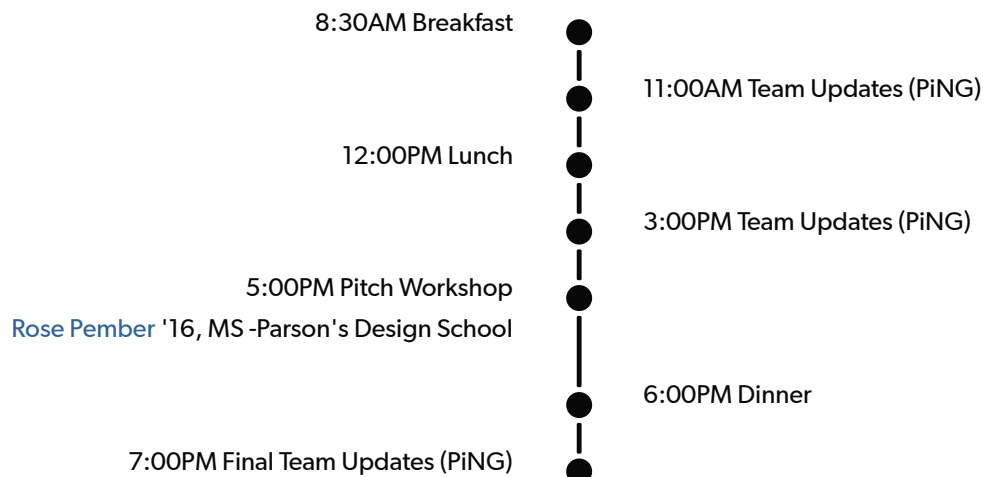 8:30AM Breakfast
11:00AM Team Updates (PiNG)
12:00PM Lunch
3:00PM Team Updates (PiNG)
5:00PM Pitch Workshop
Rose Pember '16, MS -Parson's Design School
6:00PM Dinner
7:00PM Final Team Updates (PiNG)